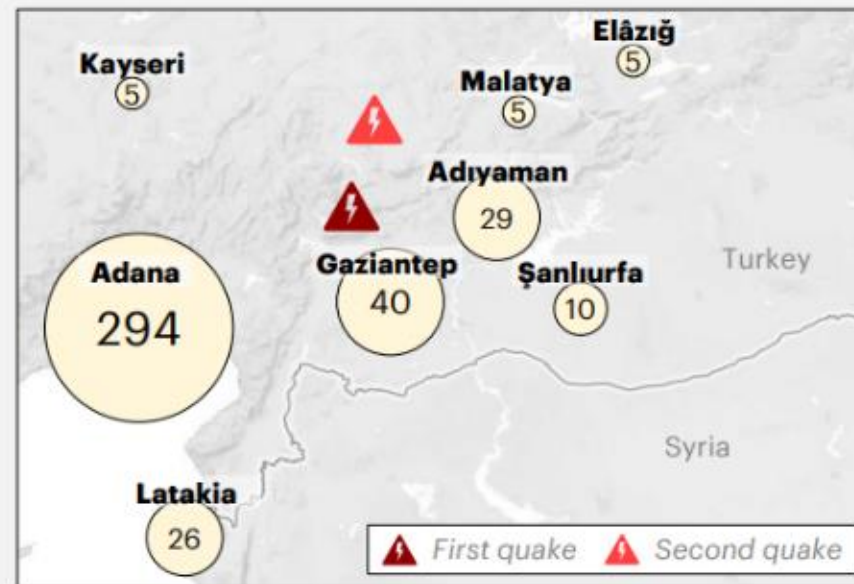 Elâzığ
5
Kayseri
5
Malatya
5
Adıyaman
29
Adana
294
Gaziantep
40
Şanlıurfa
10
Turkey
Syria
Latakia
26
First quake
Second quake